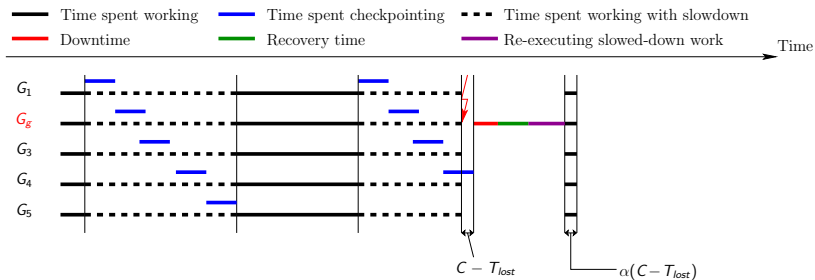 Time spent working Time spent checkpointing Time spent working with slowdown
Downtime Recovery time Re-executing slowed-down work
Time
G1
Gg
G3
G4
G5
C − Tlost
α(C − Tlost)